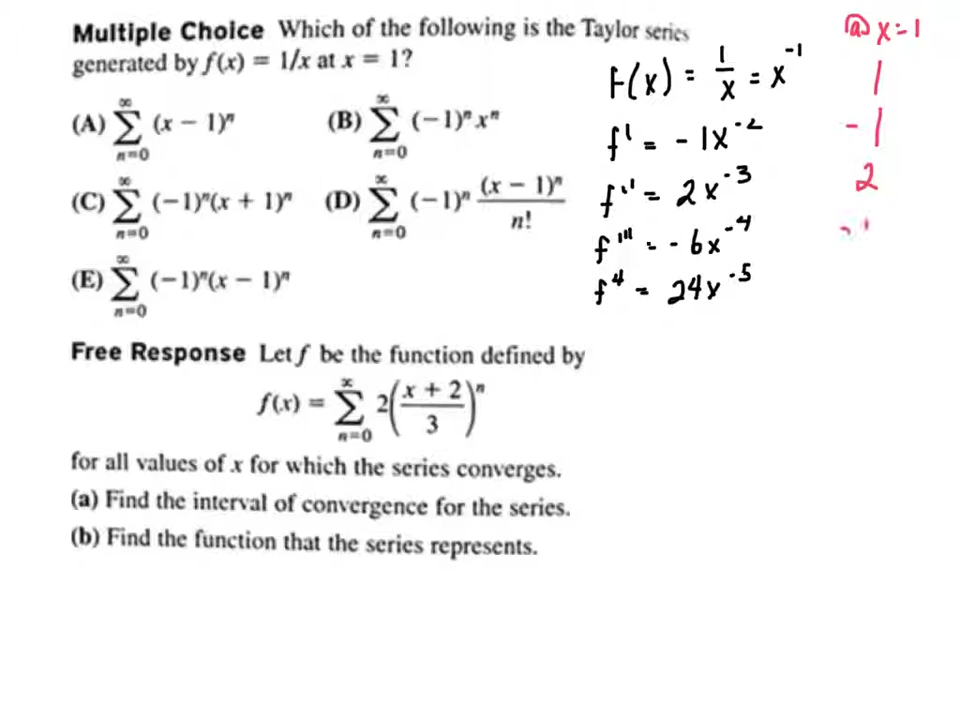 Multiple Choice Which of the following is the Taylor series
generated by f(x) = 1/x at x = 1?
(A) ∑_{n=0}^{∞} (x − 1)ⁿ
(B) ∑_{n=0}^{∞} (−1)ⁿxⁿ
(C) ∑_{n=0}^{∞} (−1)ⁿ(x + 1)ⁿ
(D) ∑_{n=0}^{∞} (−1)ⁿ (x − 1)ⁿ/n!
(E) ∑_{n=0}^{∞} (−1)ⁿ(x − 1)ⁿ
f(x) = 1/x = x⁻¹
f' = -1x⁻²
f'' = 2x⁻³
f''' = -6x⁻⁴
f⁴ = 24x⁻⁵
@ x=1
1
-1
2
Free Response Let f be the function defined by
f(x) = ∑_{n=0}^{∞} 2((x + 2)/3)ⁿ
for all values of x for which the series converges.
(a) Find the interval of convergence for the series.
(b) Find the function that the series represents.